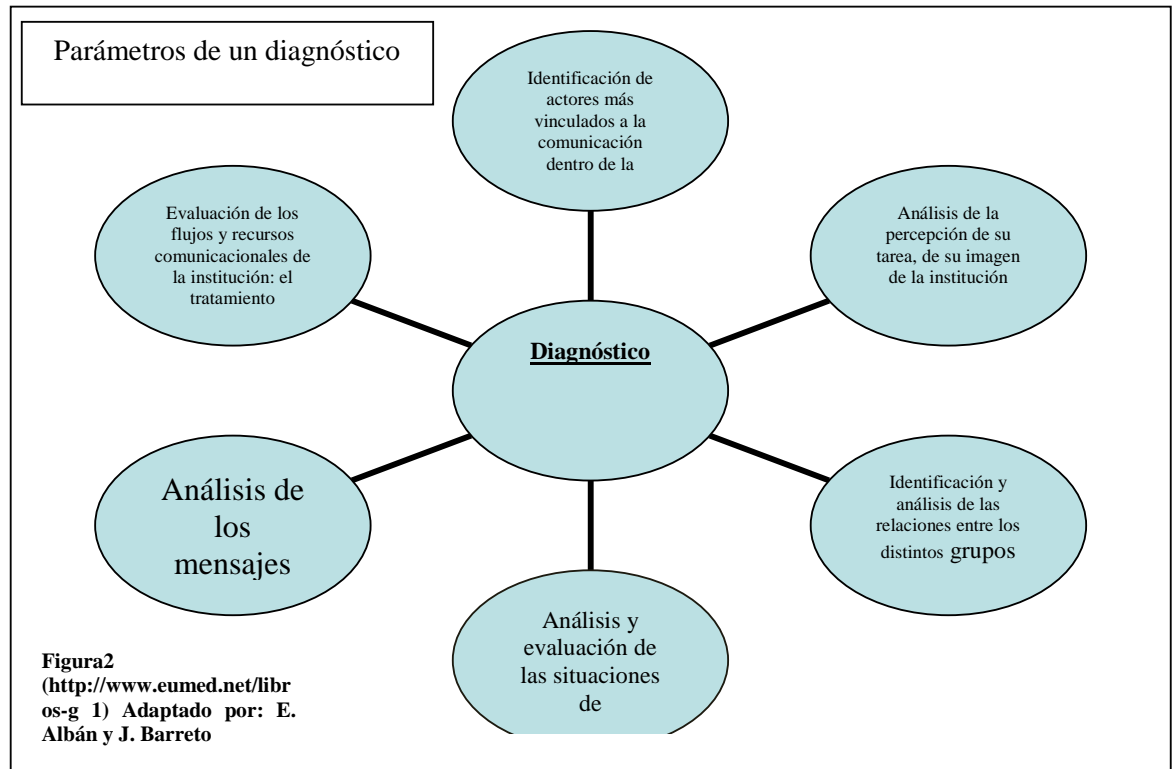 Parámetros de un diagnóstico
Identificación de
actores más
vinculados a la
comunicación
dentro de la
Evaluación de los
flujos y recursos
comunicacionales de
la institución: el
tratamiento
Análisis de la
percepción de su
tarea, de su imagen
de la institución
Diagnóstico
Análisis de
los
mensajes
Identificación y
análisis de las
relaciones entre los
distintos grupos
Análisis y
evaluación de
las situaciones
de
Figura2
(http://www.eumed.net/libr
os-g 1) Adaptado por: E.
Albán y J. Barreto